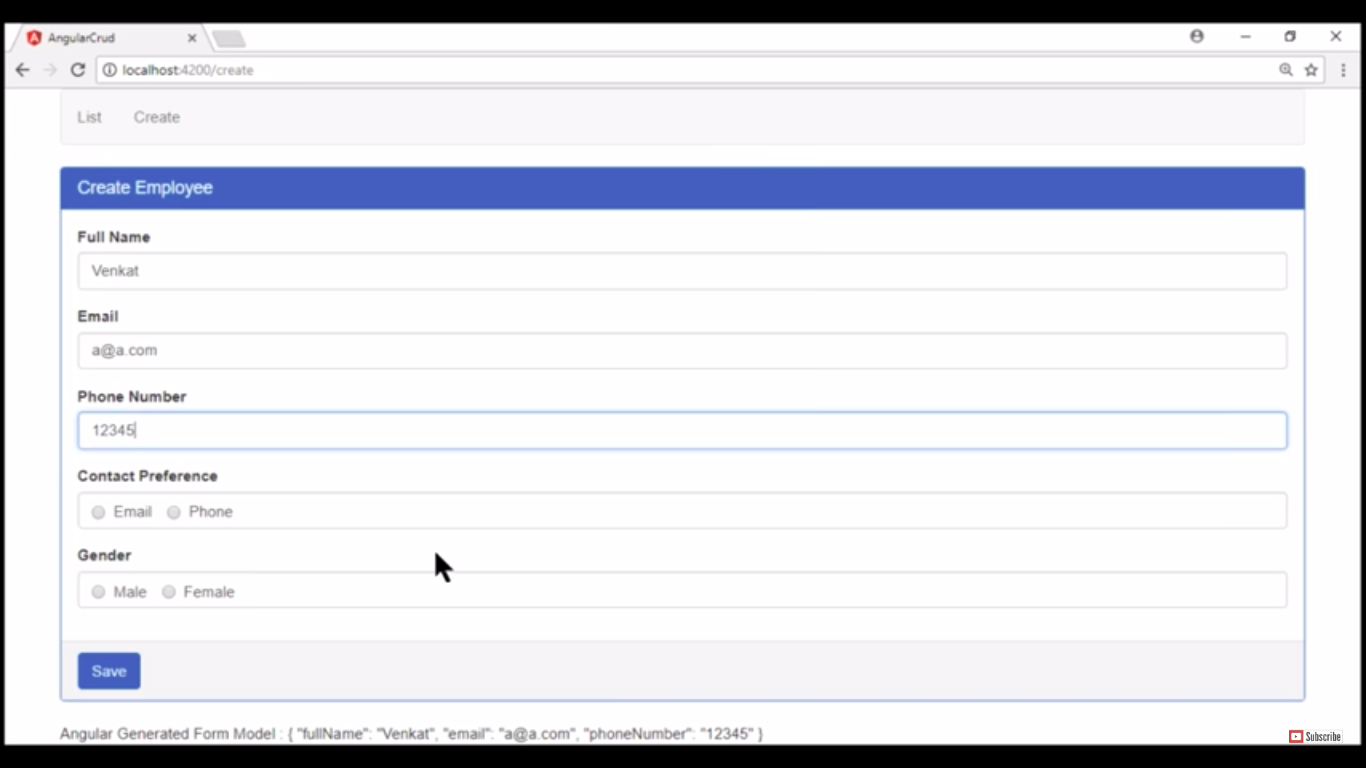 AngularCrud
localhost:4200/create
List Create
Create Employee
Full Name
Venkat
Email
a@a.com
Phone Number
12345
Contact Preference
Email Phone
Gender
Male Female
Save
Angular Generated Form Model : { "fullName": "Venkat", "email": "a@a.com", "phoneNumber": "12345" }
Subscribe